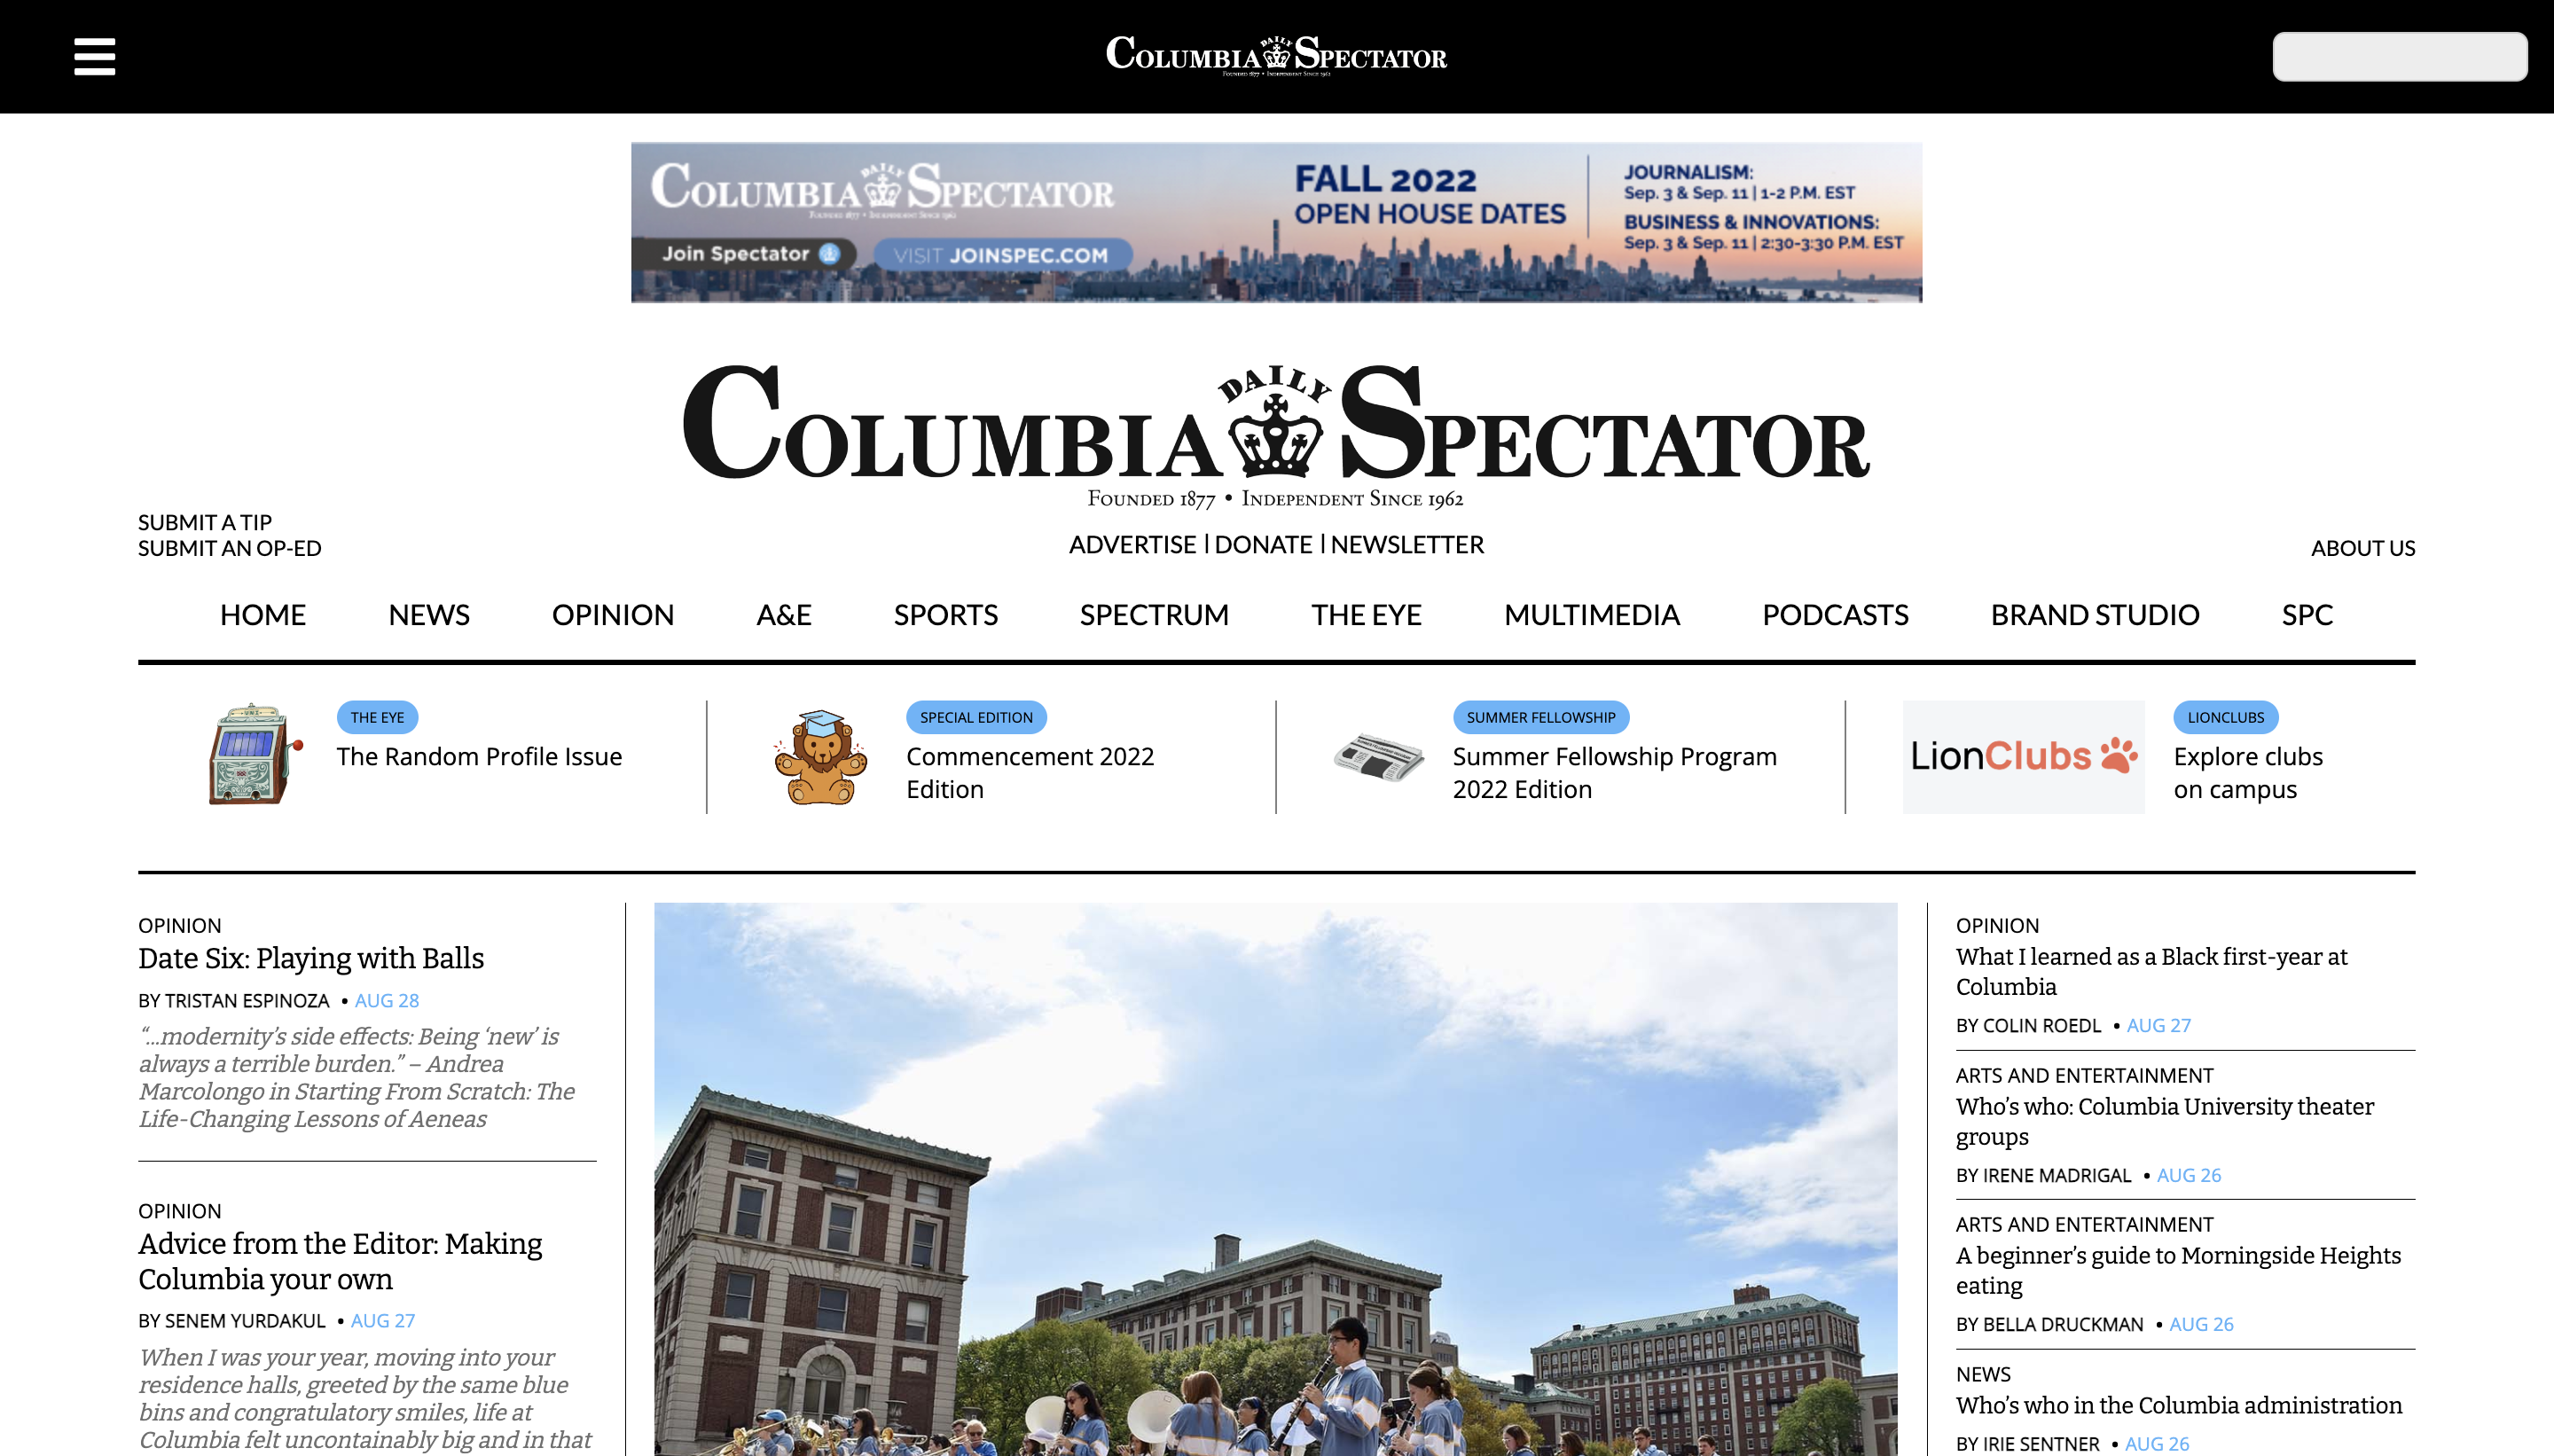 COLUMBIA DAILY SPECTATOR
FOUNDED 1877 • INDEPENDENT SINCE 1962
COLUMBIA DAILY SPECTATOR
FOUNDED 1877 • INDEPENDENT SINCE 1962
Join Spectator
VISIT JOINSPEC.COM
FALL 2022
OPEN HOUSE DATES
JOURNALISM:
Sep. 3 & Sep. 11 | 1-2 P.M. EST
BUSINESS & INNOVATIONS:
Sep. 3 & Sep. 11 | 2:30-3:30 P.M. EST
COLUMBIA DAILY SPECTATOR
FOUNDED 1877 • INDEPENDENT SINCE 1962
SUBMIT A TIP
SUBMIT AN OP-ED
ADVERTISE | DONATE | NEWSLETTER
ABOUT US
HOME NEWS OPINION A&E SPORTS SPECTRUM THE EYE MULTIMEDIA PODCASTS BRAND STUDIO SPC
THE EYE
The Random Profile Issue
SPECIAL EDITION
Commencement 2022
Edition
SUMMER FELLOWSHIP
Summer Fellowship Program
2022 Edition
LionClubs
LIONCLUBS
Explore clubs
on campus
OPINION
Date Six: Playing with Balls
BY TRISTAN ESPINOZA • AUG 28
“...modernity’s side effects: Being ‘new’ is
always a terrible burden.” – Andrea
Marcolongo in Starting From Scratch: The
Life-Changing Lessons of Aeneas
OPINION
Advice from the Editor: Making
Columbia your own
BY SENEM YURDAKUL • AUG 27
When I was your year, moving into your
residence halls, greeted by the same blue
bins and congratulatory smiles, life at
Columbia felt uncontainably big and in that
OPINION
What I learned as a Black first-year at
Columbia
BY COLIN ROEDL • AUG 27
ARTS AND ENTERTAINMENT
Who’s who: Columbia University theater
groups
BY IRENE MADRIGAL • AUG 26
ARTS AND ENTERTAINMENT
A beginner’s guide to Morningside Heights
eating
BY BELLA DRUCKMAN • AUG 26
NEWS
Who’s who in the Columbia administration
BY IRIE SENTNER • AUG 26